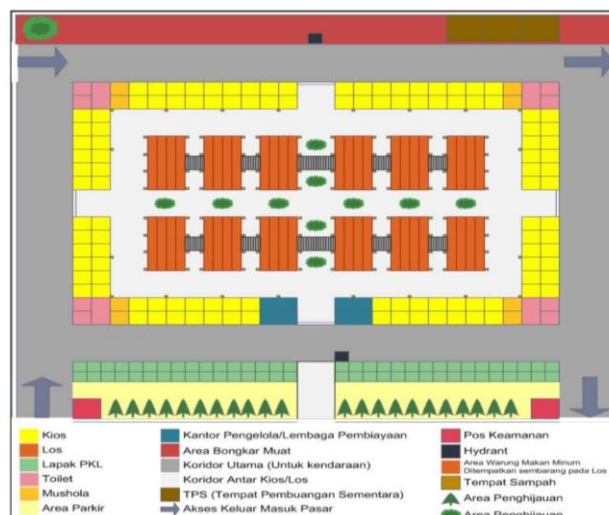 Kios
Los
Lapak PKL
Toilet
Mushola
Area Parkir
Kantor Pengelola/Lembaga Pembiayaan
Area Bongkar Muat
Koridor Utama (Untuk kendaraan)
Koridor Antar Kios/Los
TPS (Tempat Pembuangan Sementara)
Akses Keluar Masuk Pasar
Pos Keamanan
Hydrant
Area Warung Makan Minum
Ditempatkan sembarang pada Los
Tempat Sampah
Area Penghijauan
Area Penghijauan